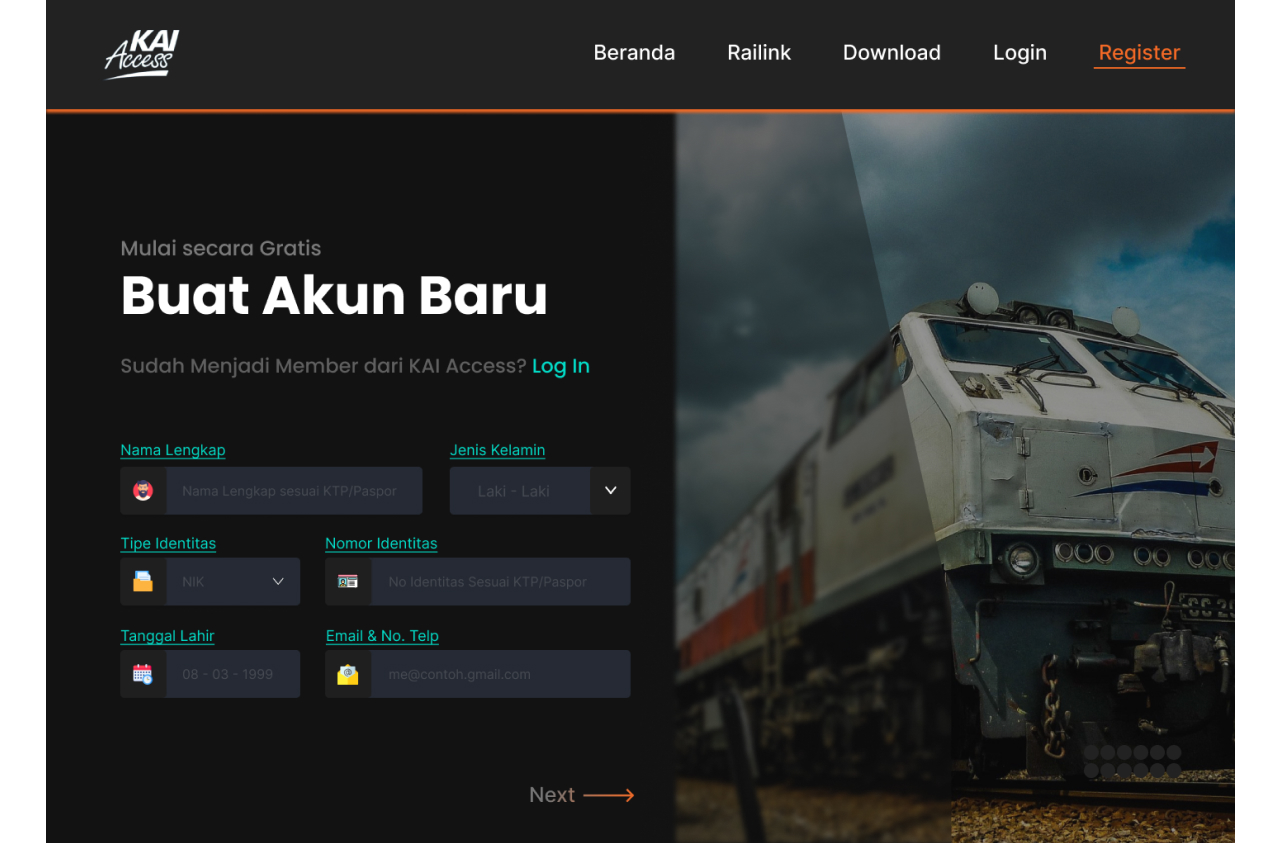 KAI
Access
Beranda Railink Download Login Register
Mulai secara Gratis
Buat Akun Baru
Sudah Menjadi Member dari KAI Access? Log In
Nama Lengkap Jenis Kelamin
Nama Lengkap sesuai KTP/Paspor Laki - Laki
Tipe Identitas Nomor Identitas
NIK No Identitas Sesuai KTP/Paspor
Tanggal Lahir Email & No. Telp
08 - 03 - 1999 me@contoh.gmail.com
Next